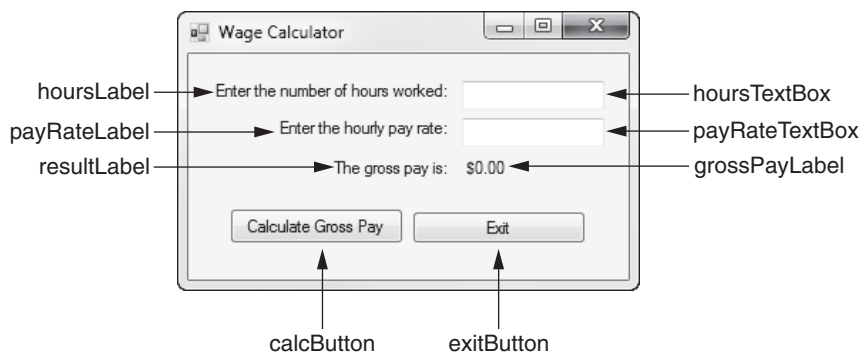 Wage Calculator
hoursLabel Enter the number of hours worked: hoursTextBox
payRateLabel Enter the hourly pay rate: payRateTextBox
resultLabel The gross pay is: $0.00 grossPayLabel
Calculate Gross Pay Exit
calcButton exitButton